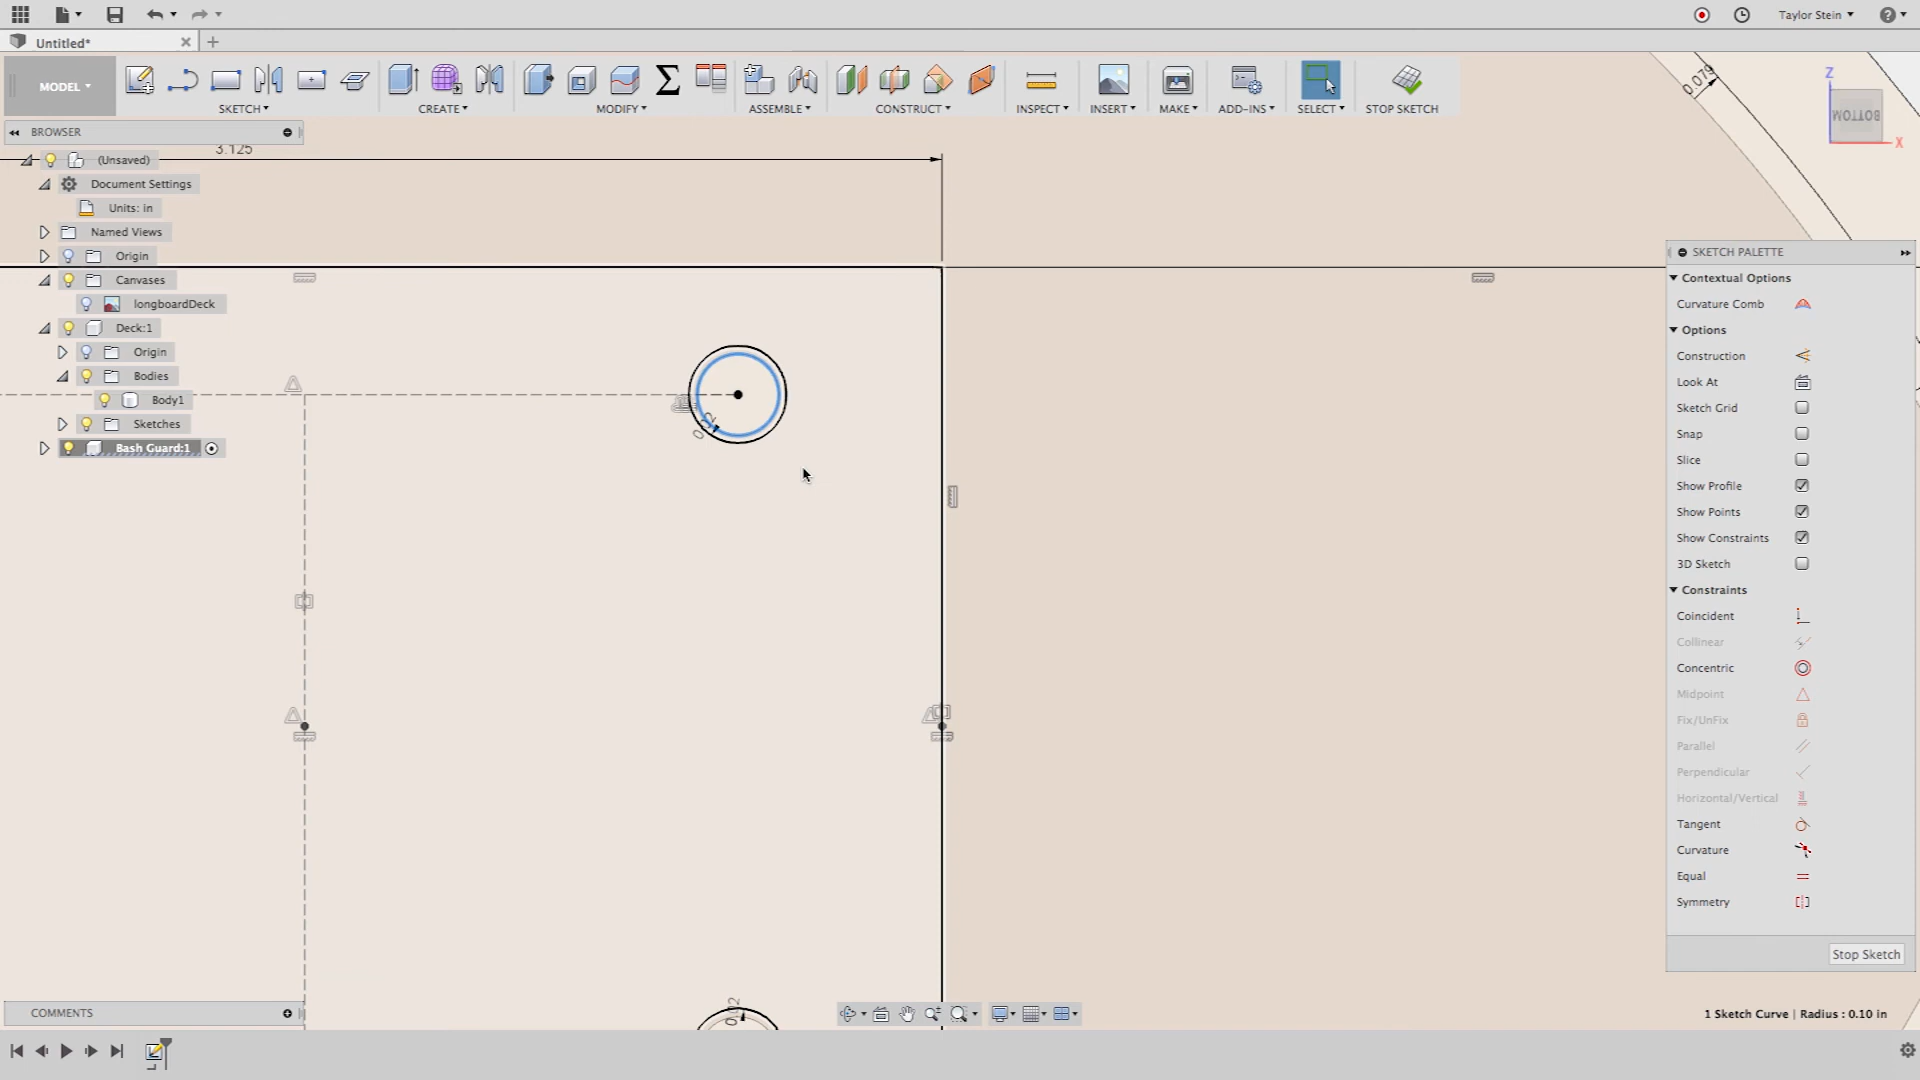 Taylor Stein
Untitled*
MODEL
SKETCH
CREATE
MODIFY
ASSEMBLE
CONSTRUCT
INSPECT
INSERT
MAKE
ADD-INS
SELECT
STOP SKETCH
BROWSER
(Unsaved)
Document Settings
Units: in
Named Views
Origin
Canvases
longboardDeck
Deck:1
Origin
Bodies
Body1
Sketches
Bash Guard:1
3.125
0.02
0.02
0.079
Z
BOTTOM
X
SKETCH PALETTE
Contextual Options
Curvature Comb
Options
Construction
Look At
Sketch Grid
Snap
Slice
Show Profile
Show Points
Show Constraints
3D Sketch
Constraints
Coincident
Collinear
Concentric
Midpoint
Fix/UnFix
Parallel
Perpendicular
Horizontal/Vertical
Tangent
Curvature
Equal
Symmetry
Stop Sketch
COMMENTS
1 Sketch Curve | Radius : 0.10 in